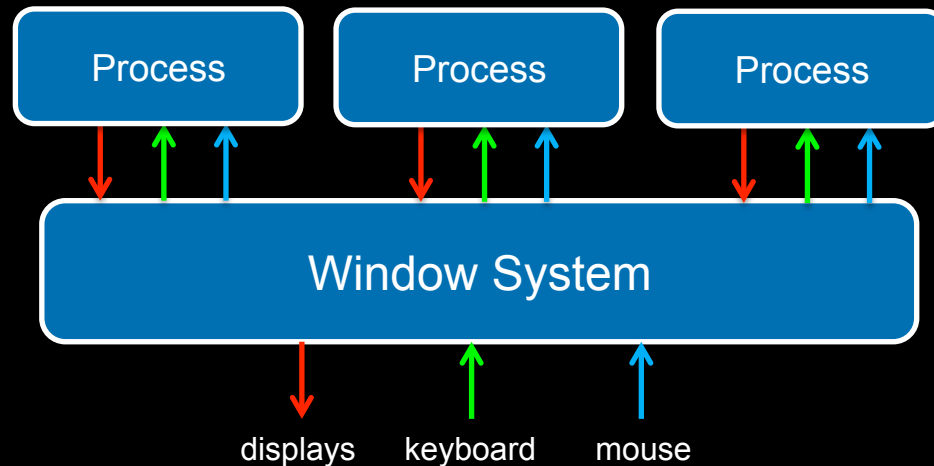 Process
Process
Process
Window System
displays
keyboard
mouse